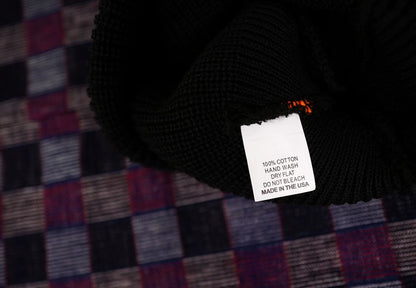 100% COTTON
HAND WASH
DRY FLAT
DO NOT BLEACH
MADE IN THE USA